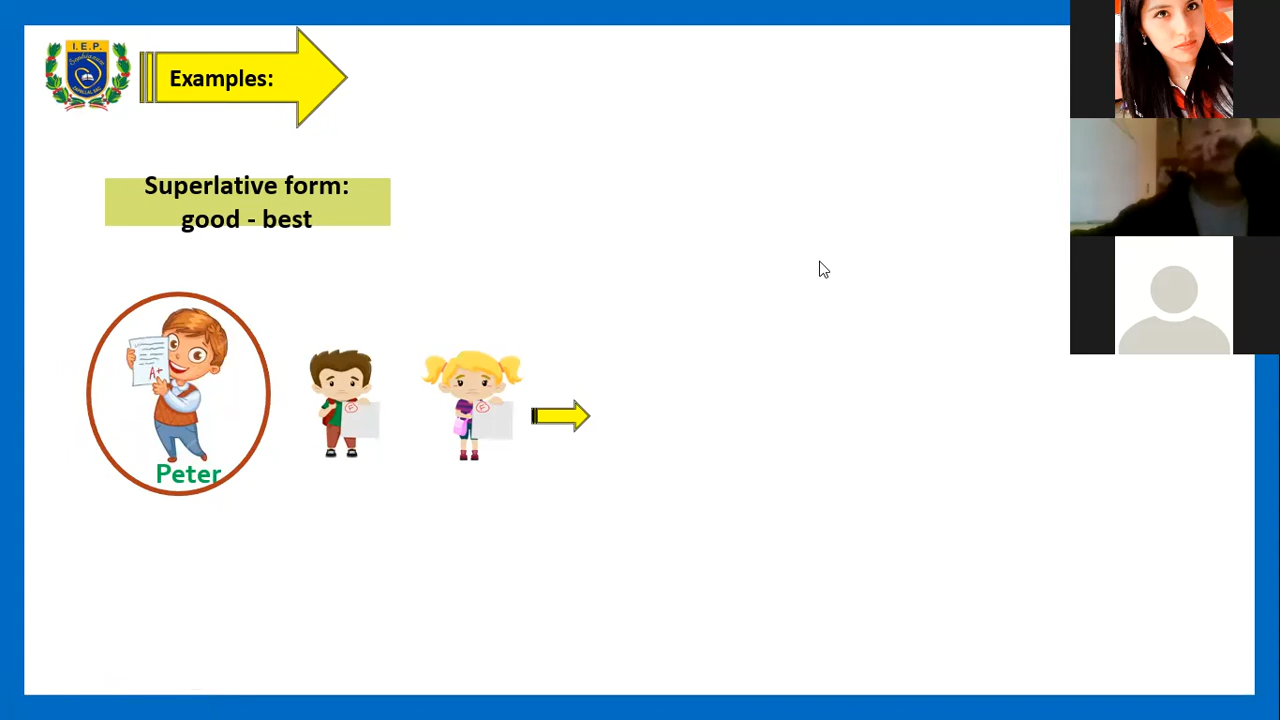 I.E.P.
Examples:
Superlative form:
good - best
A+
F
F
Peter